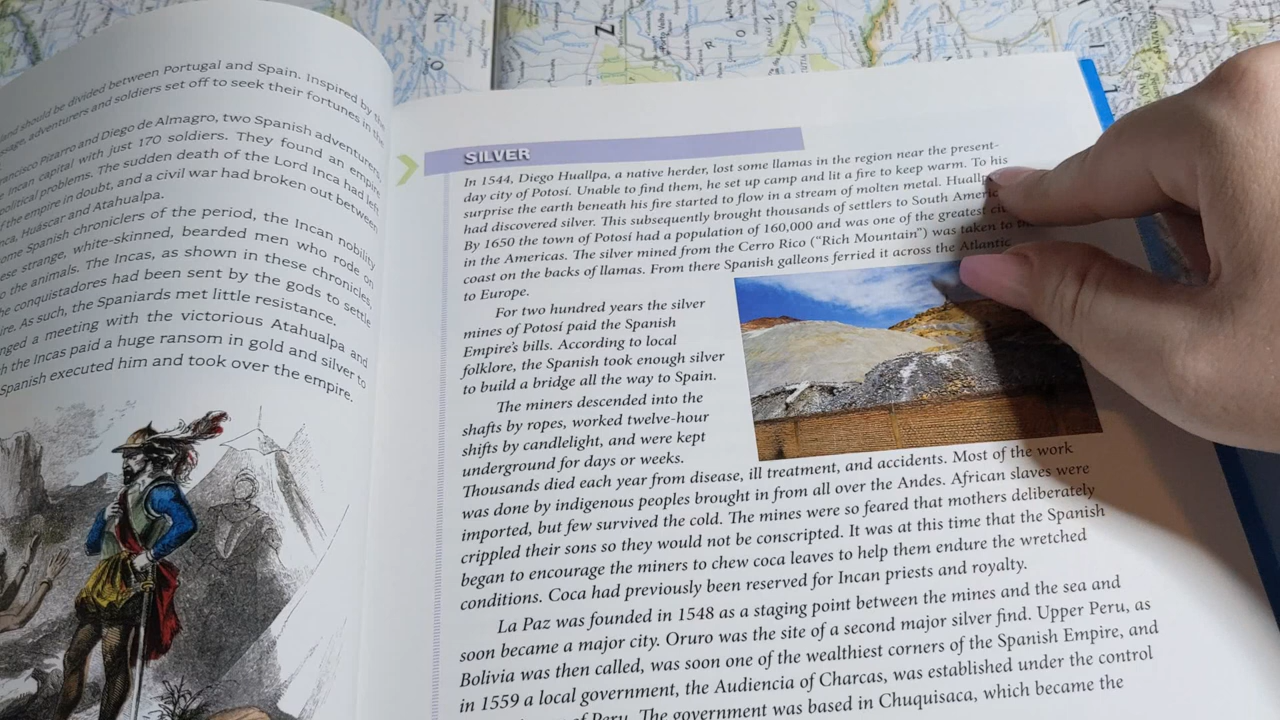 land should be divided between Portugal and Spain. Inspired by the
adventurers and soldiers set off to seek their fortunes in the
Francisco Pizarro and Diego de Almagro, two Spanish adventurers
Incan capital with just 170 soldiers. They found an empire
political problems. The sudden death of the Lord Inca had left
of the empire in doubt, and a civil war had broken out between
Huáscar and Atahualpa.
some Spanish chroniclers of the period, the Incan nobility
these strange, white-skinned, bearded men who rode on
animals. The Incas, as shown in these chronicles,
conquistadores had been sent by the gods to settle
As such, the Spaniards met little resistance.
a meeting with the victorious Atahualpa and
the Incas paid a huge ransom in gold and silver to
Spanish executed him and took over the empire.
SILVER
In 1544, Diego Huallpa, a native herder, lost some llamas in the region near the present-
day city of Potosí. Unable to find them, he set up camp and lit a fire to keep warm. To his
surprise the earth beneath his fire started to flow in a stream of molten metal. Huallpa
had discovered silver. This subsequently brought thousands of settlers to South America.
By 1650 the town of Potosí had a population of 160,000 and was one of the greatest
in the Americas. The silver mined from the Cerro Rico (“Rich Mountain”) was taken to the
coast on the backs of llamas. From there Spanish galleons ferried it across the Atlantic
to Europe.
For two hundred years the silver
mines of Potosí paid the Spanish
Empire’s bills. According to local
folklore, the Spanish took enough silver
to build a bridge all the way to Spain.
The miners descended into the
shafts by ropes, worked twelve-hour
shifts by candlelight, and were kept
underground for days or weeks.
Thousands died each year from disease, ill treatment, and accidents. Most of the work
was done by indigenous peoples brought in from all over the Andes. African slaves were
imported, but few survived the cold. The mines were so feared that mothers deliberately
crippled their sons so they would not be conscripted. It was at this time that the Spanish
began to encourage the miners to chew coca leaves to help them endure the wretched
conditions. Coca had previously been reserved for Incan priests and royalty.
La Paz was founded in 1548 as a staging point between the mines and the sea and
soon became a major city. Oruro was the site of a second major silver find. Upper Peru, as
Bolivia was then called, was soon one of the wealthiest corners of the Spanish Empire, and
in 1559 a local government, the Audiencia of Charcas, was established under the control
of Peru. The government was based in Chuquisaca, which became the